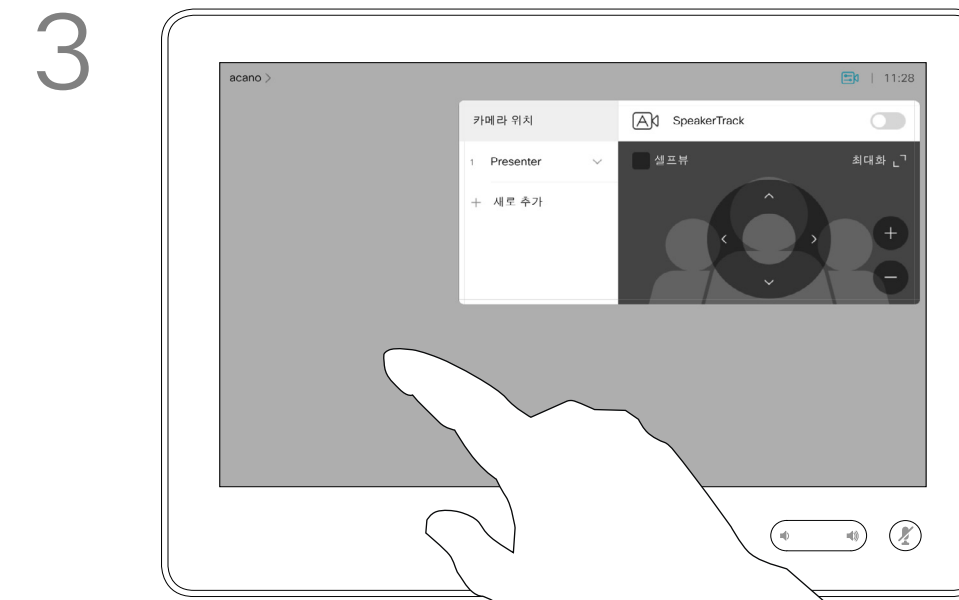 3
acano >
11:28
카메라 위치
SpeakerTrack
1 Presenter
셀프뷰
최대화
+ 새로 추가